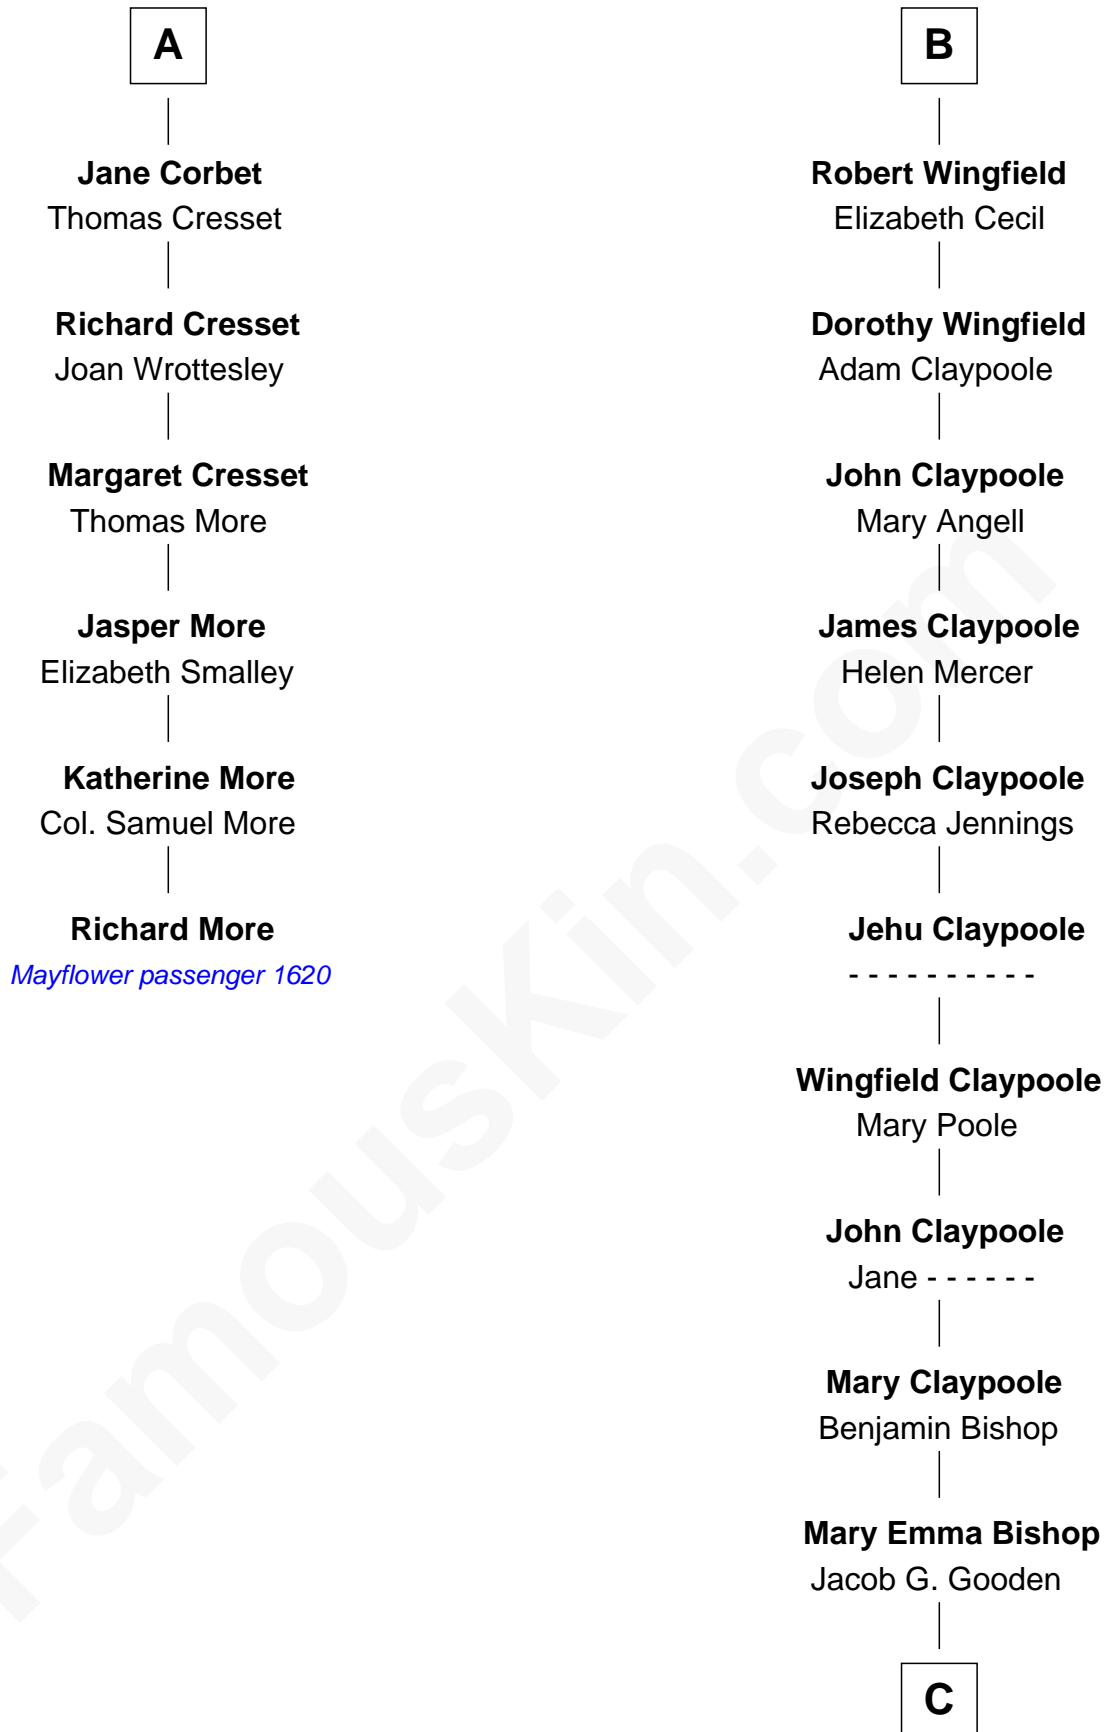 A
Jane Corbet
Thomas Cresset
Richard Cresset
Joan Wrottesley
Margaret Cresset
Thomas More
Jasper More
Elizabeth Smalley
Katherine More
Col. Samuel More
Richard More
Mayflower passenger 1620
B
Robert Wingfield
Elizabeth Cecil
Dorothy Wingfield
Adam Claypoole
John Claypoole
Mary Angell
James Claypoole
Helen Mercer
Joseph Claypoole
Rebecca Jennings
Jehu Claypoole
- - - - - - - - - -
Wingfield Claypoole
Mary Poole
John Claypoole
Jane - - - - - -
Mary Claypoole
Benjamin Bishop
Mary Emma Bishop
Jacob G. Gooden
C
FamousKin.com